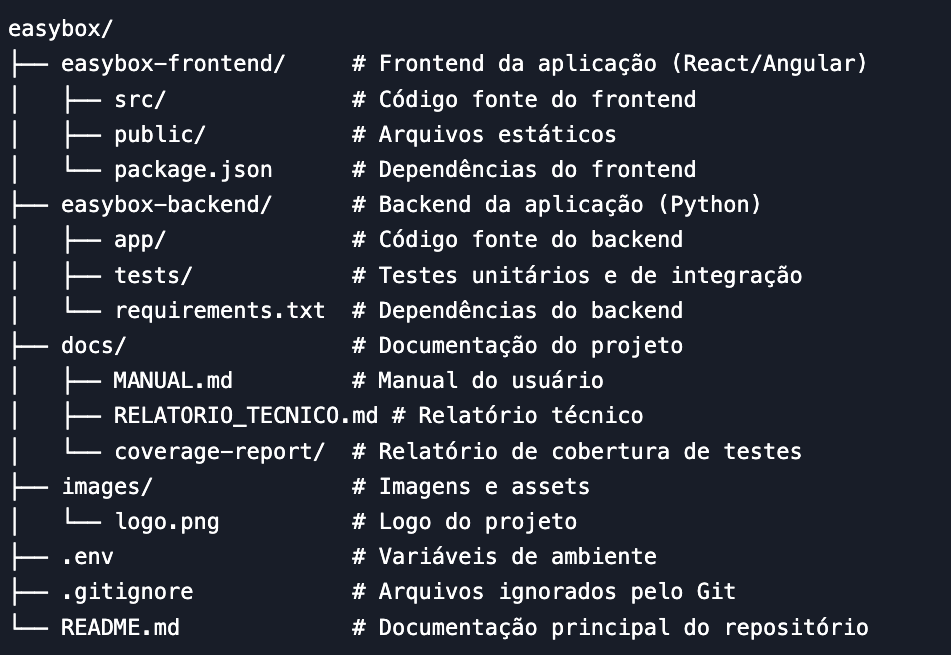 easybox/
├── easybox-frontend/     # Frontend da aplicação (React/Angular)
│   ├── src/              # Código fonte do frontend
│   ├── public/           # Arquivos estáticos
│   └── package.json      # Dependências do frontend
├── easybox-backend/      # Backend da aplicação (Python)
│   ├── app/              # Código fonte do backend
│   ├── tests/            # Testes unitários e de integração
│   └── requirements.txt  # Dependências do backend
├── docs/                 # Documentação do projeto
│   ├── MANUAL.md         # Manual do usuário
│   ├── RELATORIO_TECNICO.md # Relatório técnico
│   └── coverage-report/  # Relatório de cobertura de testes
├── images/               # Imagens e assets
│   └── logo.png          # Logo do projeto
├── .env                  # Variáveis de ambiente
├── .gitignore            # Arquivos ignorados pelo Git
└── README.md             # Documentação principal do repositório